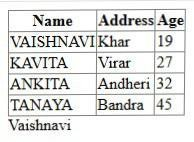 Name Address Age
VAISHNAVI Khar 19
KAVITA Virar 27
ANKITA Andheri 32
TANAYA Bandra 45
Vaishnavi